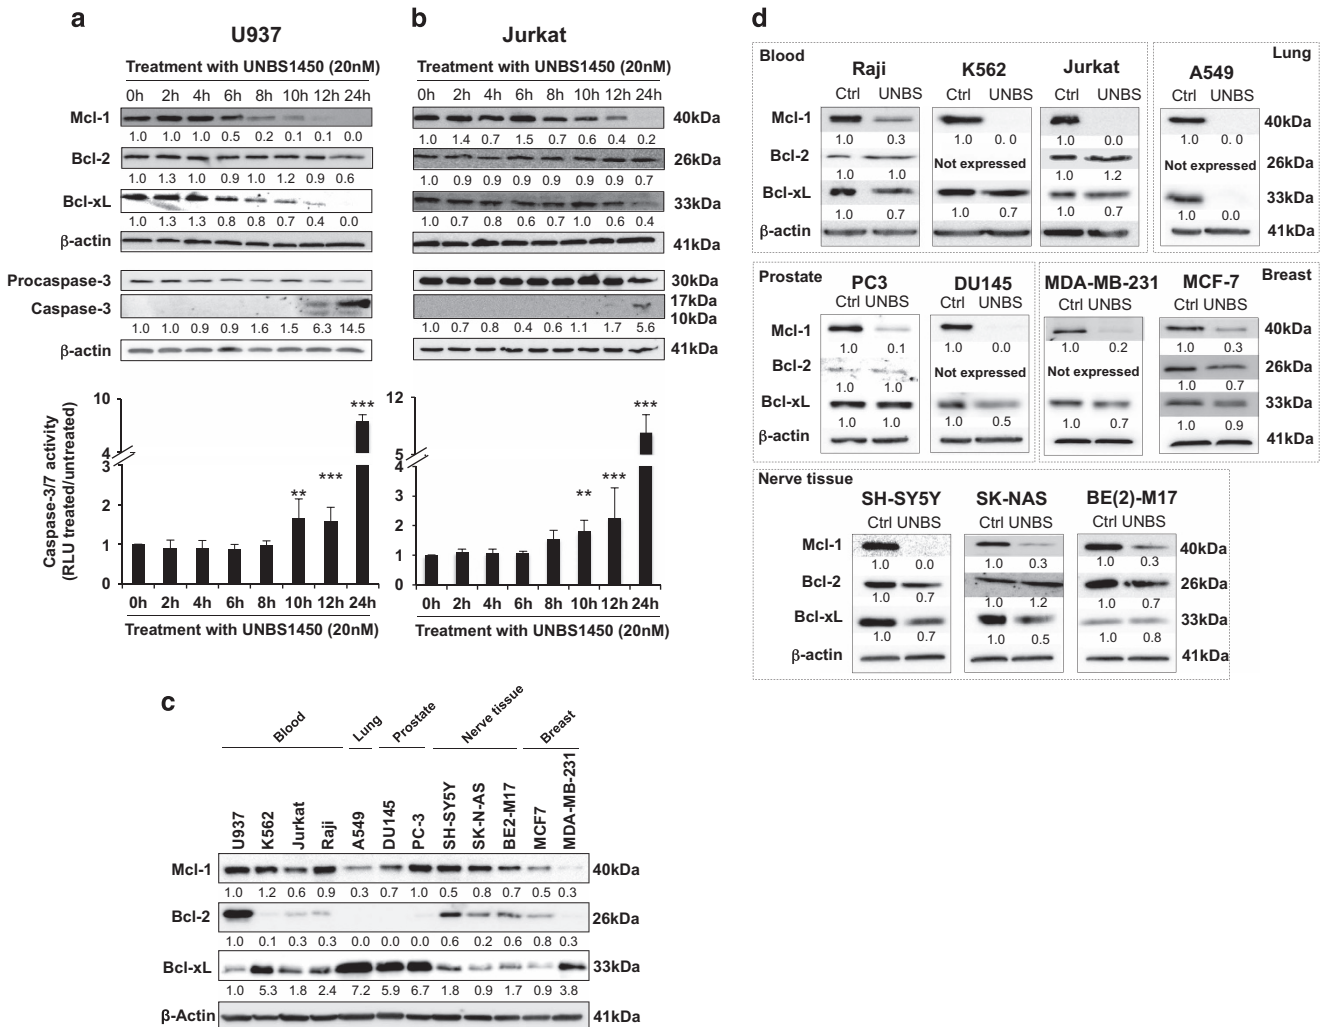 a
U937
Treatment with UNBS1450 (20nM)
0h 2h 4h 6h 8h 10h 12h 24h
Mcl-1
1.0 1.0 1.0 0.5 0.2 0.1 0.1 0.0
Bcl-2
1.0 1.3 1.0 0.9 1.0 1.2 0.9 0.6
Bcl-xL
1.0 1.3 1.3 0.8 0.8 0.7 0.4 0.0
β-actin
Procaspase-3
Caspase-3
1.0 1.0 0.9 0.9 1.6 1.5 6.3 14.5
β-actin
Caspase-3/7 activity
(RLU treated/untreated)
10
4
3
2
1
0
** *** ***
0h 2h 4h 6h 8h 10h 12h 24h
Treatment with UNBS1450 (20nM)
b
Jurkat
Treatment with UNBS1450 (20nM)
0h 2h 4h 6h 8h 10h 12h 24h
40kDa
1.0 1.4 0.7 1.5 0.7 0.6 0.4 0.2
26kDa
1.0 0.9 0.9 0.9 0.9 0.9 0.9 0.7
33kDa
1.0 0.7 0.8 0.6 0.8 1.0 0.6 0.4
41kDa
30kDa
17kDa
10kDa
1.0 0.7 0.8 0.4 0.6 1.1 1.7 5.6
41kDa
12
5
4
3
2
1
0
** *** ***
0h 2h 4h 6h 8h 10h 12h 24h
Treatment with UNBS1450 (20nM)
c
Blood Lung Prostate Nerve tissue Breast
U937 K562 Jurkat Raji A549 DU145 PC-3 SH-SY5Y SK-N-AS BE2-M17 MCF7 MDA-MB-231
Mcl-1 40kDa
1.0 1.2 0.6 0.9 0.3 0.7 1.0 0.5 0.8 0.7 0.5 0.3
Bcl-2 26kDa
1.0 0.1 0.3 0.3 0.0 0.0 0.0 0.6 0.2 0.6 0.8 0.3
Bcl-xL 33kDa
1.0 5.3 1.8 2.4 7.2 5.9 6.7 1.8 0.9 1.7 0.9 3.8
β-Actin 41kDa
d
Blood Lung
Raji K562 Jurkat A549
Ctrl UNBS Ctrl UNBS Ctrl UNBS Ctrl UNBS
Mcl-1 40kDa
1.0 0.3 1.0 0.0 1.0 0.0 1.0 0.0
Bcl-2 Not expressed Not expressed 26kDa
1.0 1.0 1.0 1.2
Bcl-xL 33kDa
1.0 0.7 1.0 0.7 1.0 0.7 1.0 0.0
β-actin 41kDa
Prostate Breast
PC3 DU145 MDA-MB-231 MCF-7
Ctrl UNBS Ctrl UNBS Ctrl UNBS Ctrl UNBS
Mcl-1 40kDa
1.0 0.1 1.0 0.0 1.0 0.2 1.0 0.3
Bcl-2 Not expressed Not expressed 26kDa
1.0 1.0 1.0 0.7
Bcl-xL 33kDa
1.0 1.0 1.0 0.5 1.0 0.7 1.0 0.9
β-actin 41kDa
Nerve tissue
SH-SY5Y SK-NAS BE(2)-M17
Ctrl UNBS Ctrl UNBS Ctrl UNBS
Mcl-1 40kDa
1.0 0.0 1.0 0.3 1.0 0.3
Bcl-2 26kDa
1.0 0.7 1.0 1.2 1.0 0.7
Bcl-xL 33kDa
1.0 0.7 1.0 0.5 1.0 0.8
β-actin 41kDa